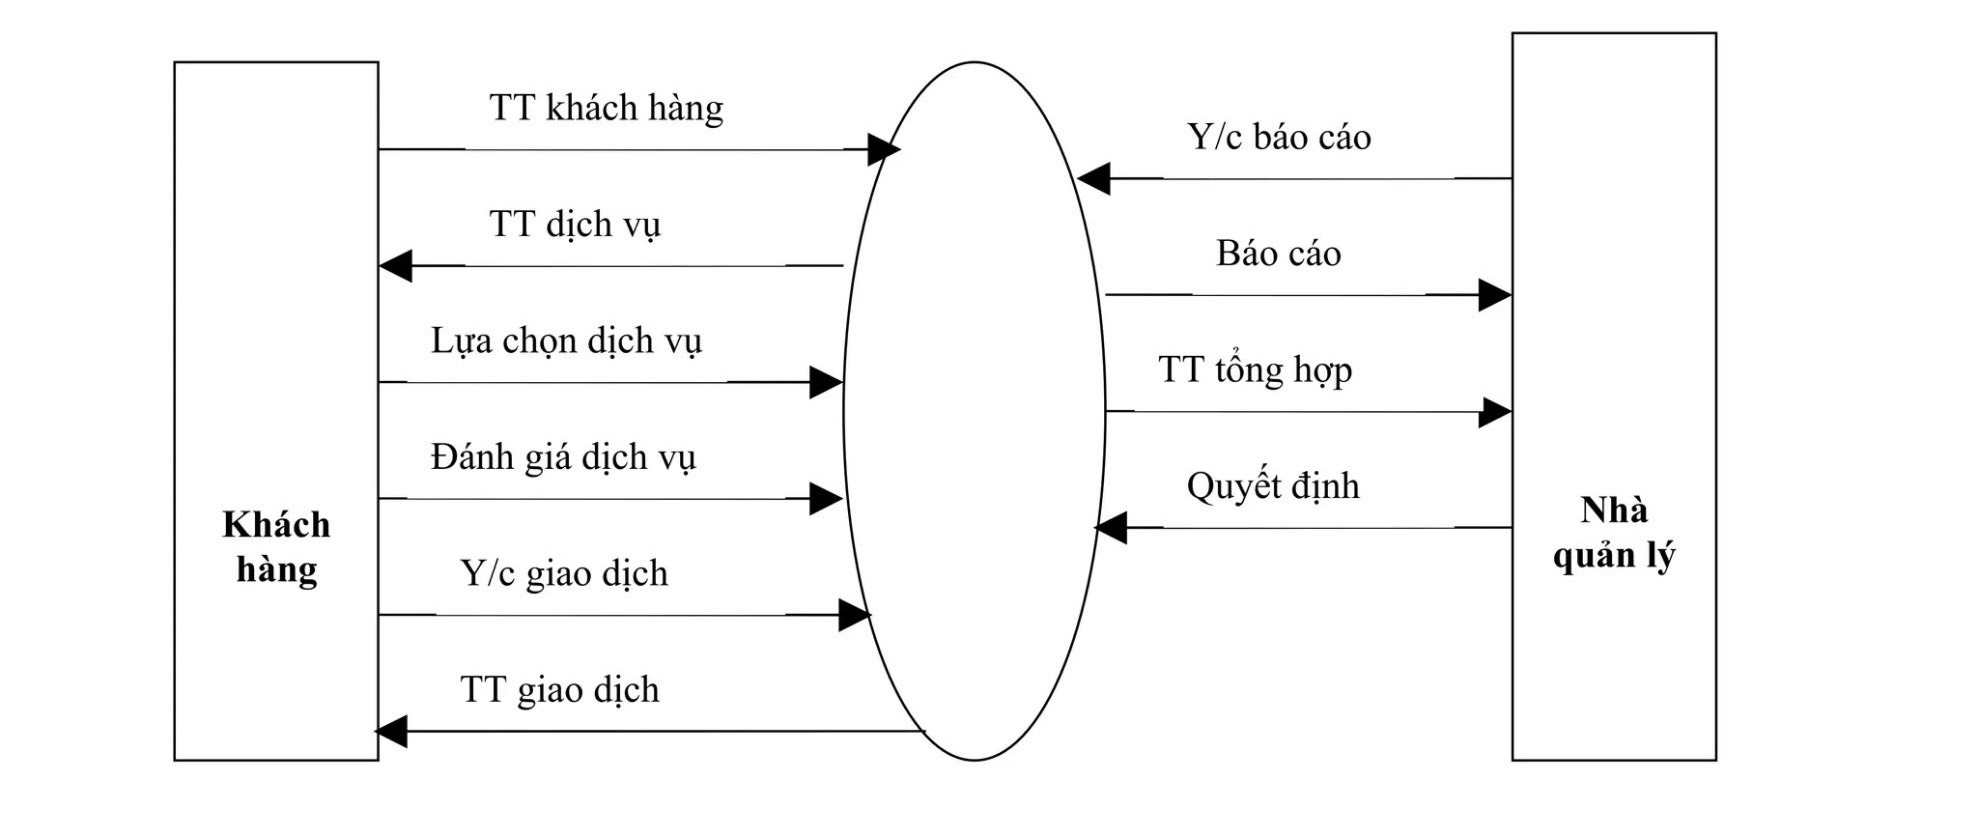 TT khách hàng
TT dịch vụ
Lựa chọn dịch vụ
Đánh giá dịch vụ
Y/c giao dịch
TT giao dịch
Khách
hàng
Y/c báo cáo
Báo cáo
TT tổng hợp
Quyết định
Nhà
quản lý